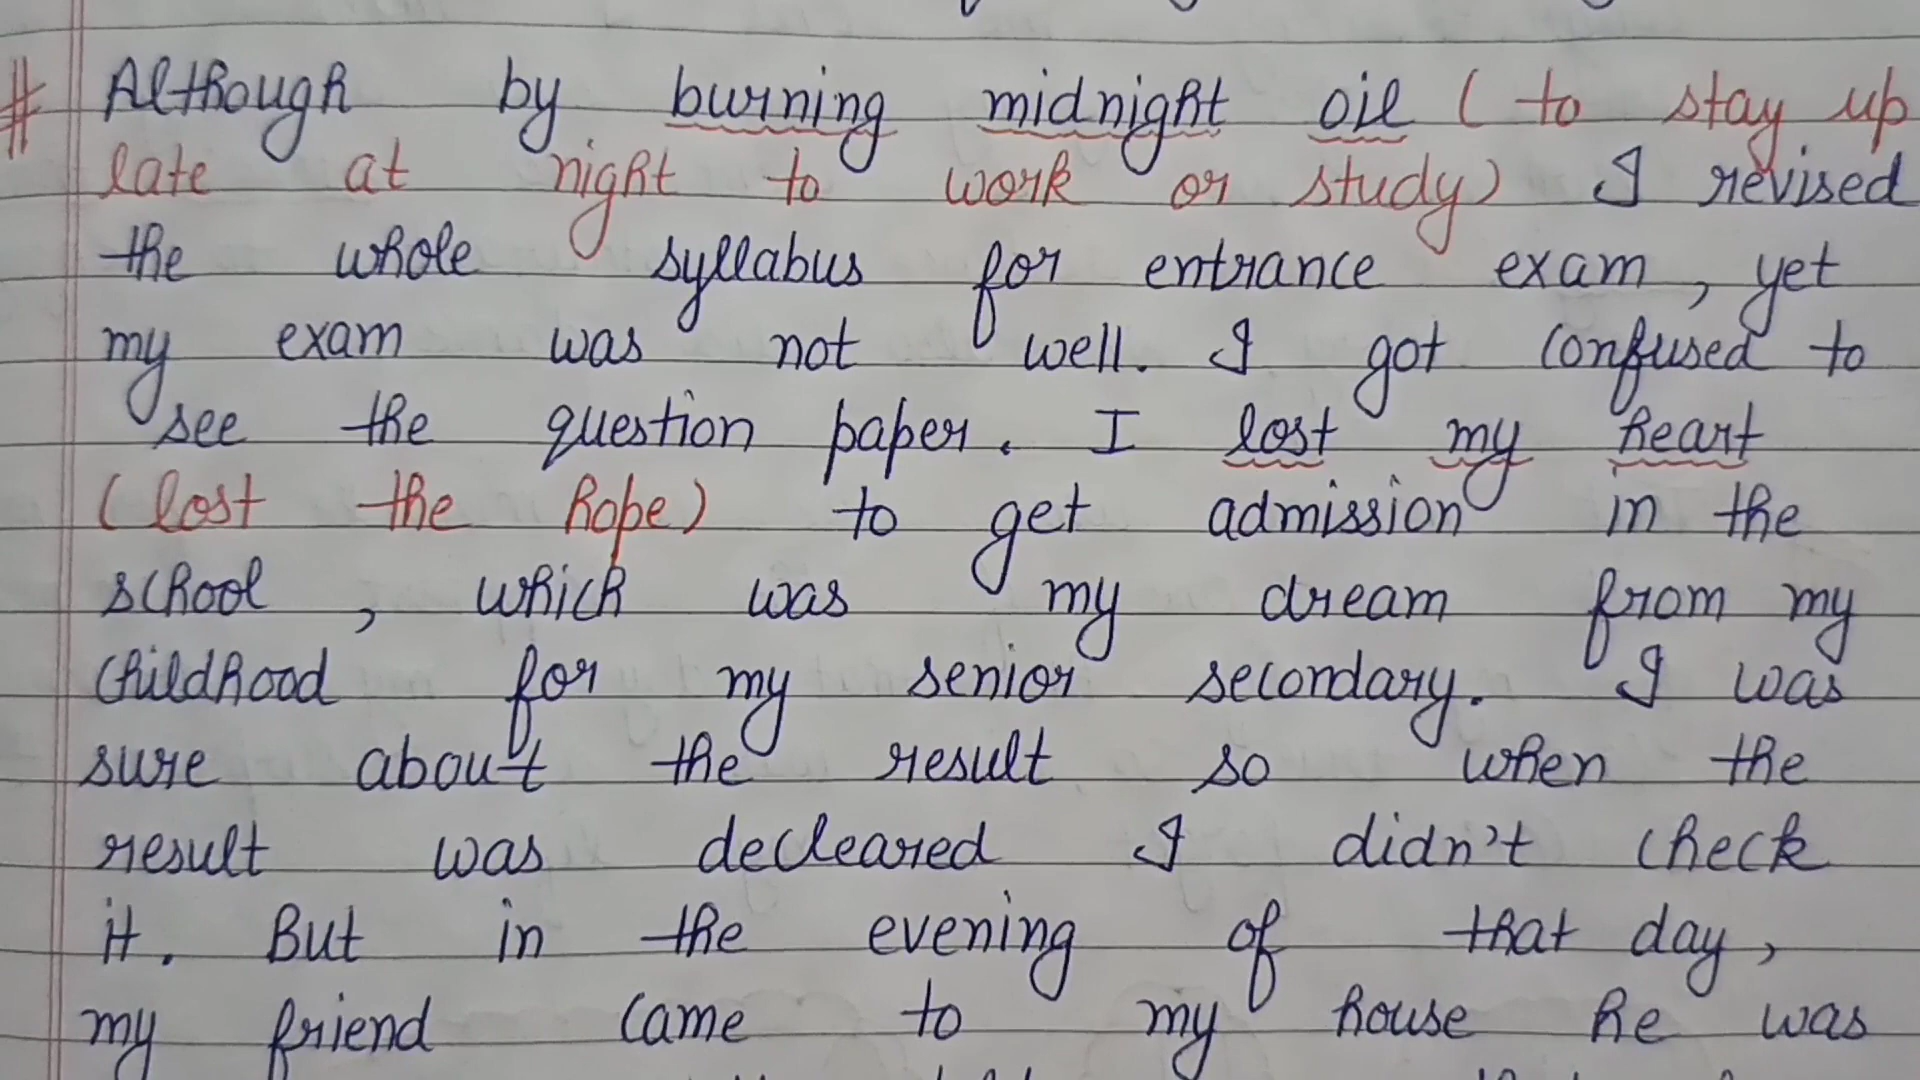 # Although by burning midnight oil ( to stay up
late at night to work or study) I revised
the whole syllabus for entrance exam, yet
my exam was not well. I got confused to
see the question paper. I lost my heart
( lost the hope) to get admission in the
school , which was my dream from my
childhood for my senior secondary. I was
sure about the result so when the
result was decleared I didn't check
it. But in the evening of that day,
my friend came to my house he was